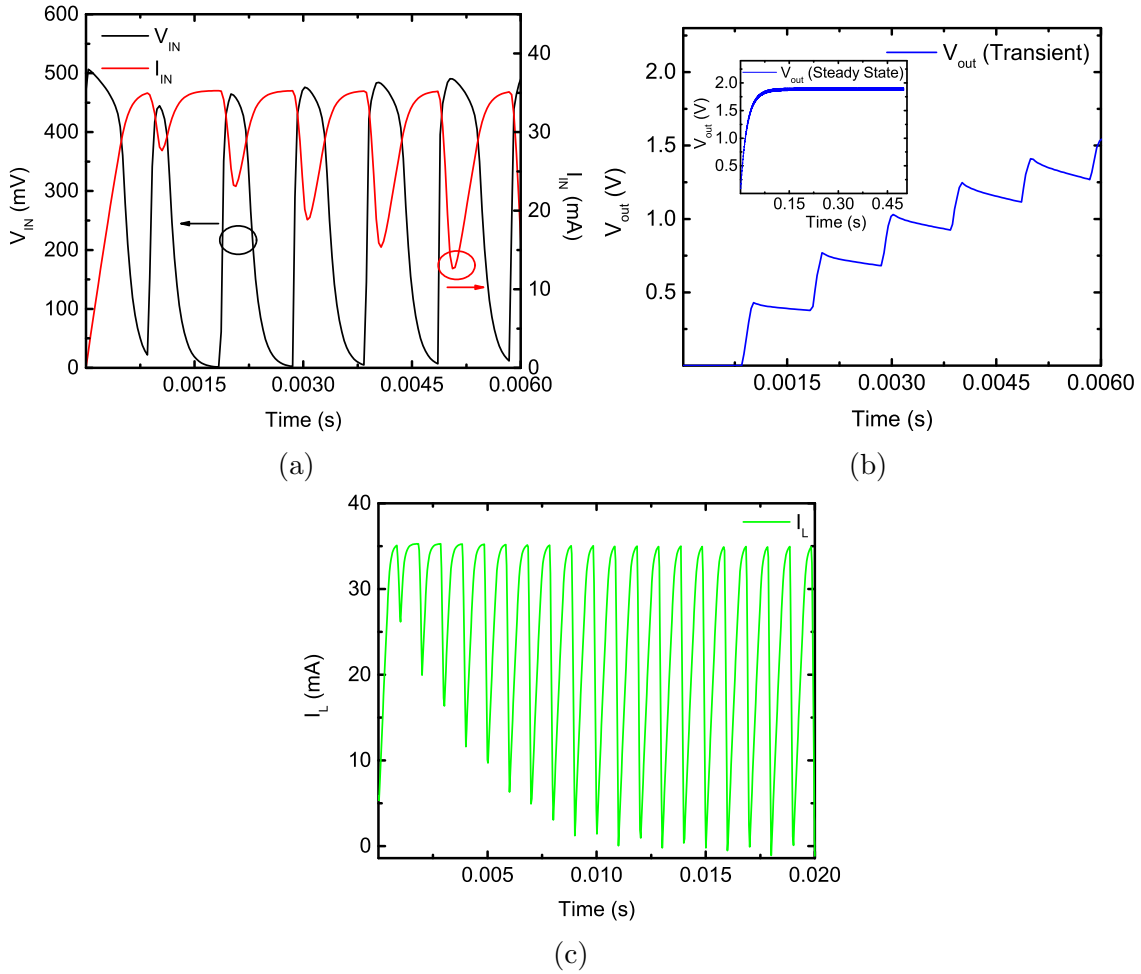 V_IN
I_IN
V_IN (mV)
600
500
400
300
200
100
0
0.0015 0.0030 0.0045 0.0060
Time (s)
40
30
20
10
0
I_IN (mA)
(a)
V_out (Transient)
V_out (V)
2.0
1.5
1.0
0.5
0.0015 0.0030 0.0045 0.0060
Time (s)
V_out (Steady State)
V_out (V)
2.0
1.5
1.0
0.5
0.15 0.30 0.45
Time (s)
(b)
I_L
I_L (mA)
40
30
20
10
0
0.005 0.010 0.015 0.020
Time (s)
(c)